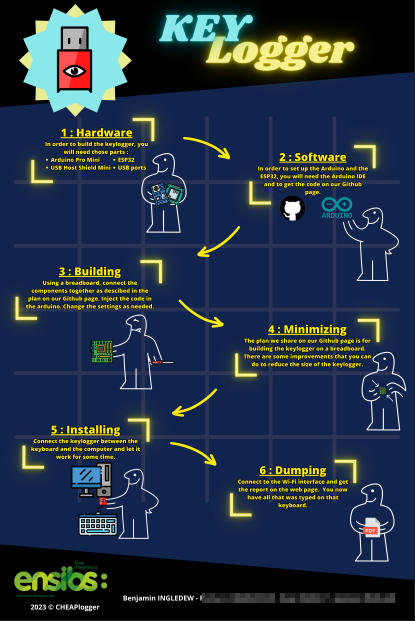 KEY
Logger
1 : Hardware
In order to build the keylogger, you
will need those parts :
• Arduino Pro Mini • ESP32
• USB Host Shield Mini • USB ports
2 : Software
In order to set up the Arduino and the
ESP32, you will need the Arduino IDE
and to get the code on our Github
page.
ARDUINO
3 : Building
Using a breadboard, connect the
components together as descibed in the
plan on our Github page. Inject the code in
the arduino. Change the settings as needed.
4 : Minimizing
The plan we share on our Github page is for
building the keylogger on a breadboard.
There are some improvements that you can
do to reduce the size of the keylogger.
5 : Installing
Connect the keylogger between the
keyboard and the computer and let it
work for some time.
6 : Dumping
Connect to the Wi-Fi interface and get
the report on the web page. You now
have all that was typed on that
keyboard.
PDF
École
d'ingénieurs
ensibs:
Benjamin INGLEDEW -
2023 © CHEAPlogger